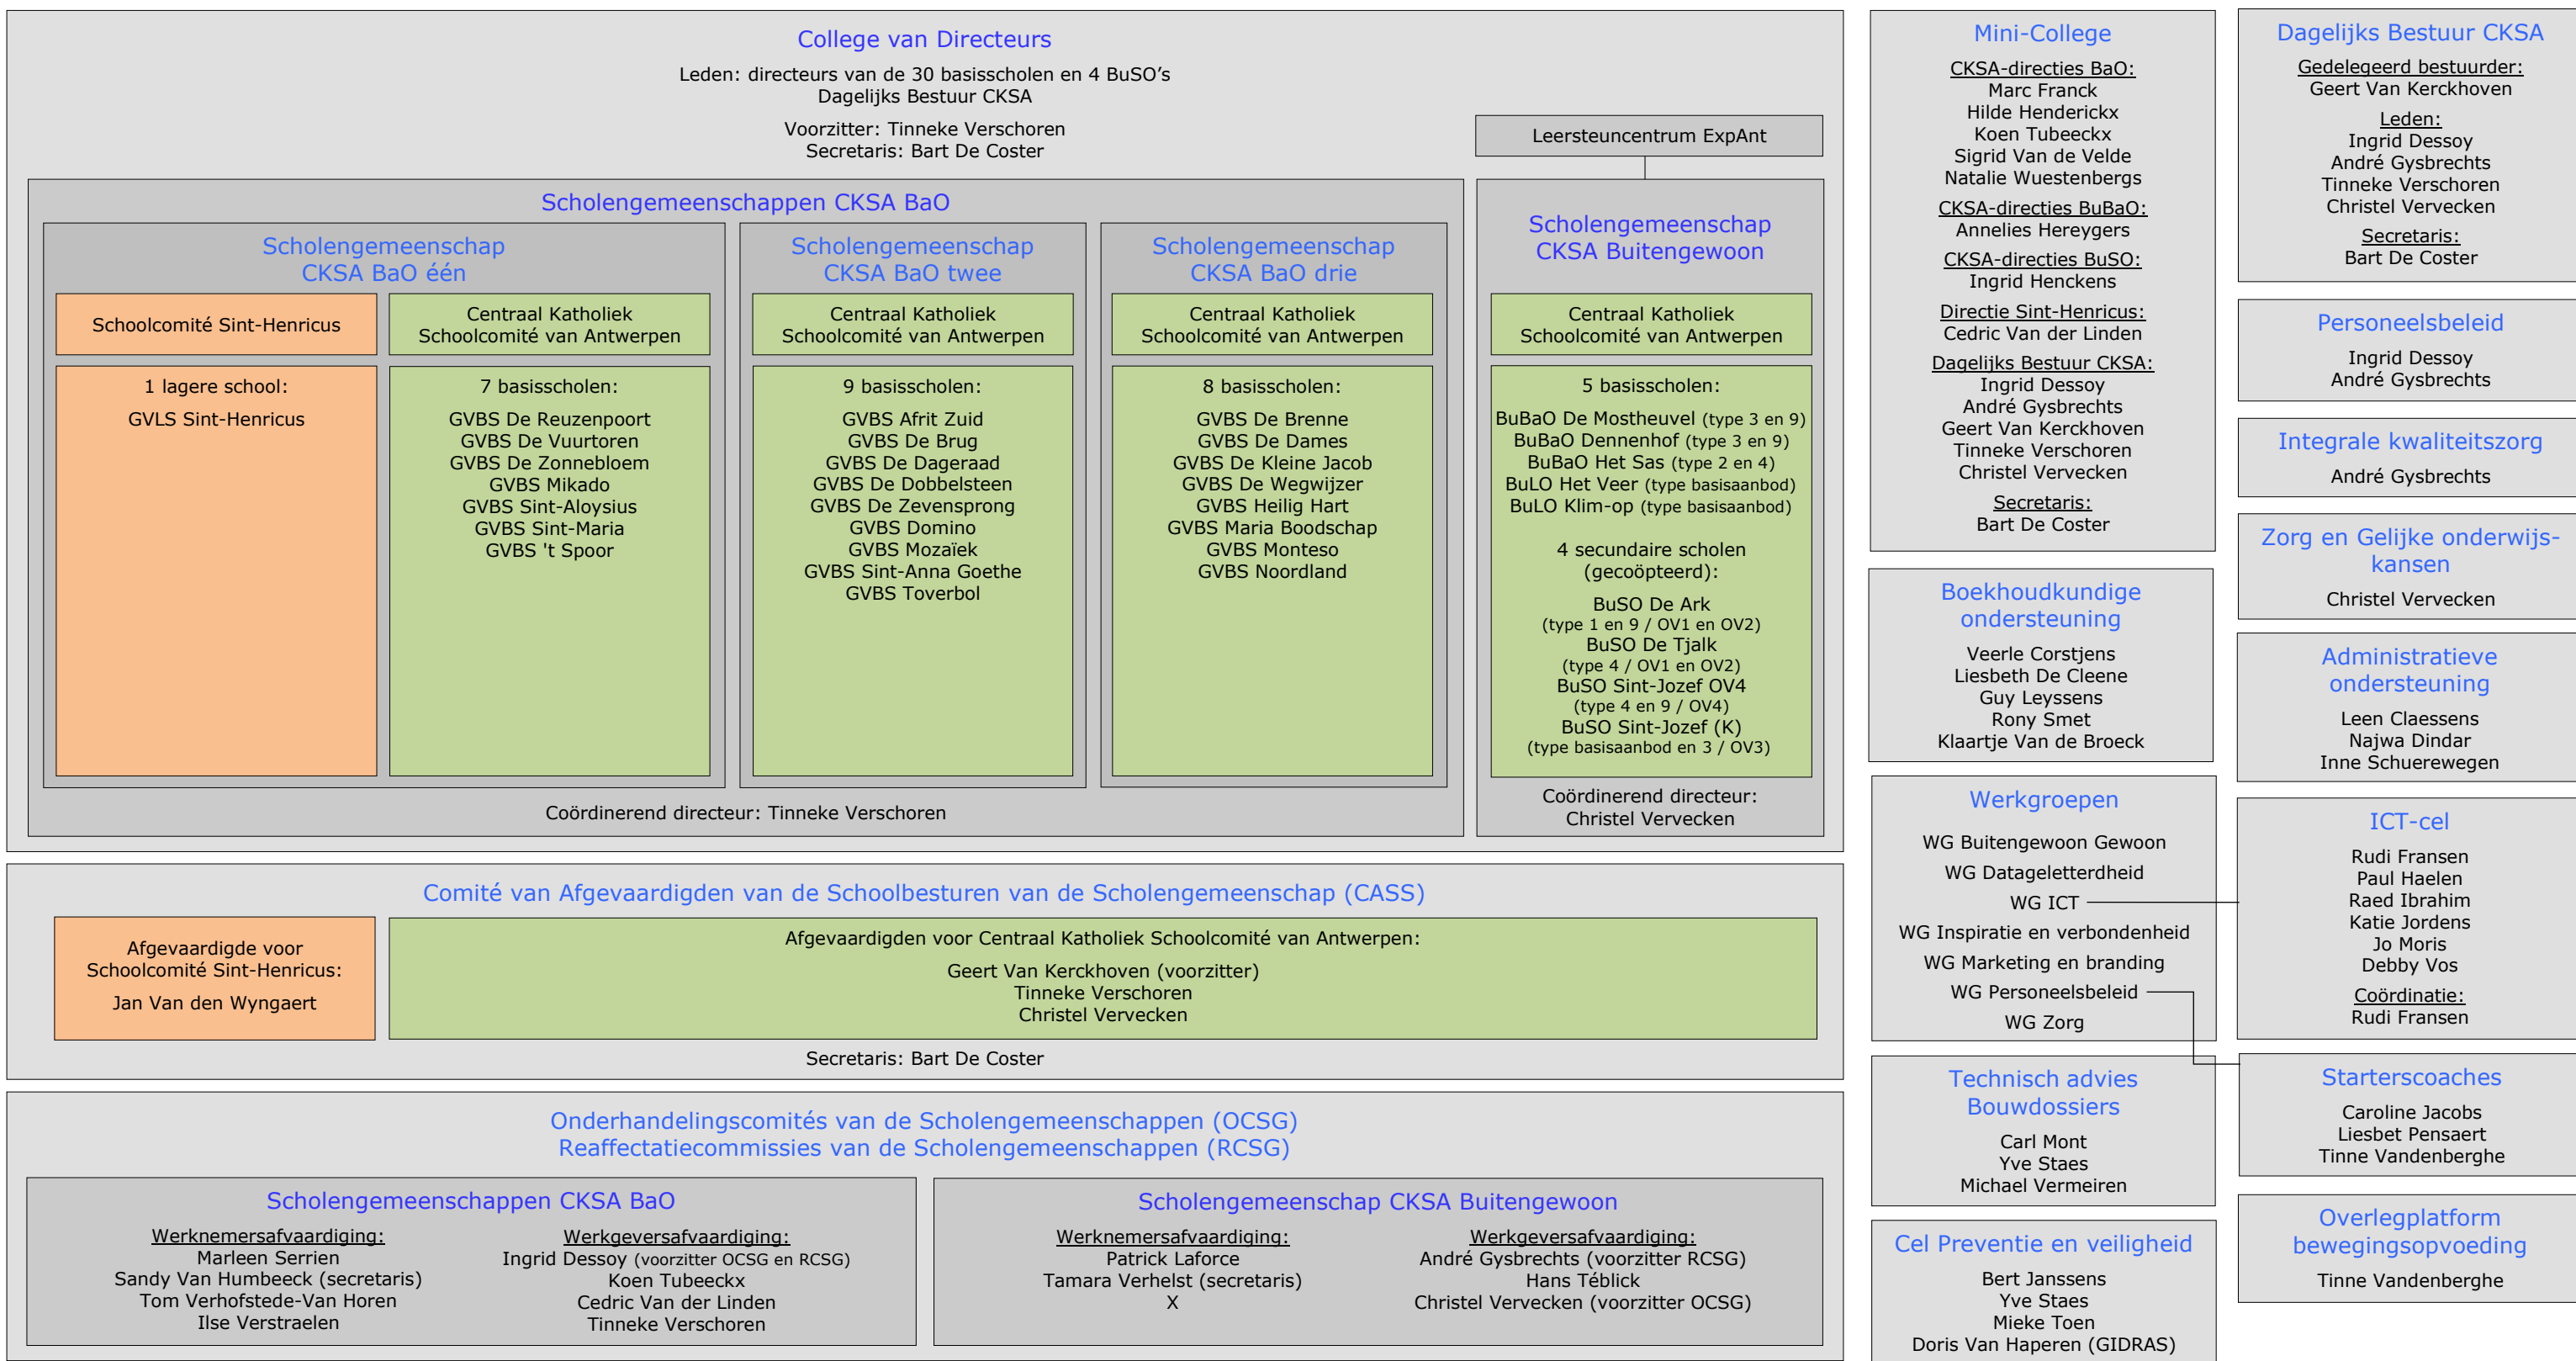 College van Directeurs
Leden: directeurs van de 30 basisscholen en 4 BuSO's
Dagelijks Bestuur CKSA
Voorzitter: Tinneke Verschoren
Secretaris: Bart De Coster
Leersteuncentrum ExpAnt
Scholengemeenschappen CKSA BaO
Scholengemeenschap
CKSA BaO één
Schoolcomité Sint-Henricus
1 lagere school:
GVLS Sint-Henricus
Centraal Katholiek
Schoolcomité van Antwerpen
7 basisscholen:
GVBS De Reuzenpoort
GVBS De Vuurtoren
GVBS De Zonnebloem
GVBS Mikado
GVBS Sint-Aloysius
GVBS Sint-Maria
GVBS 't Spoor
Scholengemeenschap
CKSA BaO twee
Centraal Katholiek
Schoolcomité van Antwerpen
9 basisscholen:
GVBS Afrit Zuid
GVBS De Brug
GVBS De Dageraad
GVBS De Dobbelsteen
GVBS De Zevensprong
GVBS Domino
GVBS Mozaïek
GVBS Sint-Anna Goethe
GVBS Toverbol
Scholengemeenschap
CKSA BaO drie
Centraal Katholiek
Schoolcomité van Antwerpen
8 basisscholen:
GVBS De Brenne
GVBS De Dames
GVBS De Kleine Jacob
GVBS De Wegwijzer
GVBS Heilig Hart
GVBS Maria Boodschap
GVBS Monteso
GVBS Noordland
Coördinerend directeur: Tinneke Verschoren
Scholengemeenschap
CKSA Buitengewoon
Centraal Katholiek
Schoolcomité van Antwerpen
5 basisscholen:
BuBaO De Mostheuvel (type 3 en 9)
BuBaO Dennenhof (type 3 en 9)
BuBaO Het Sas (type 2 en 4)
BuLO Het Veer (type basisaanbod)
BuLO Klim-op (type basisaanbod)
4 secundaire scholen
(gecoöpteerd):
BuSO De Ark
(type 1 en 9 / OV1 en OV2)
BuSO De Tjalk
(type 4 / OV1 en OV2)
BuSO Sint-Jozef OV4
(type 4 en 9 / OV4)
BuSO Sint-Jozef (K)
(type basisaanbod en 3 / OV3)
Coördinerend directeur:
Christel Vervecken
Comité van Afgevaardigden van de Schoolbesturen van de Scholengemeenschap (CASS)
Afgevaardigde voor
Schoolcomité Sint-Henricus:
Jan Van den Wyngaert
Afgevaardigden voor Centraal Katholiek Schoolcomité van Antwerpen:
Geert Van Kerckhoven (voorzitter)
Tinneke Verschoren
Christel Vervecken
Secretaris: Bart De Coster
Onderhandelingscomités van de Scholengemeenschappen (OCSG)
Reaffectatiecommissies van de Scholengemeenschappen (RCSG)
Scholengemeenschappen CKSA BaO
Werknemersafvaardiging:
Marleen Serrien
Sandy Van Humbeeck (secretaris)
Tom Verhofstede-Van Horen
Ilse Verstraelen
Werkgeversafvaardiging:
Ingrid Dessoy (voorzitter OCSG en RCSG)
Koen Tubeeckx
Cedric Van der Linden
Tinneke Verschoren
Scholengemeenschap CKSA Buitengewoon
Werknemersafvaardiging:
Patrick Laforce
Tamara Verhelst (secretaris)
X
Werkgeversafvaardiging:
André Gysbrechts (voorzitter RCSG)
Hans Téblick
Christel Vervecken (voorzitter OCSG)
Mini-College
CKSA-directies BaO:
Marc Franck
Hilde Henderickx
Koen Tubeeckx
Sigrid Van de Velde
Natalie Wuestenbergs
CKSA-directies BuBaO:
Annelies Hereygers
CKSA-directies BuSO:
Ingrid Henckens
Directie Sint-Henricus:
Cedric Van der Linden
Dagelijks Bestuur CKSA:
Ingrid Dessoy
André Gysbrechts
Geert Van Kerckhoven
Tinneke Verschoren
Christel Vervecken
Secretaris:
Bart De Coster
Boekhoudkundige
ondersteuning
Veerle Corstjens
Liesbeth De Cleene
Guy Leyssens
Rony Smet
Klaartje Van de Broeck
Werkgroepen
WG Buitengewoon Gewoon
WG Datageletterdheid
WG ICT
WG Inspiratie en verbondenheid
WG Marketing en branding
WG Personeelsbeleid
WG Zorg
Technisch advies
Bouwdossiers
Carl Mont
Yve Staes
Michael Vermeiren
Cel Preventie en veiligheid
Bert Janssens
Yve Staes
Mieke Toen
Doris Van Haperen (GIDRAS)
Dagelijks Bestuur CKSA
Gedelegeerd bestuurder:
Geert Van Kerckhoven
Leden:
Ingrid Dessoy
André Gysbrechts
Tinneke Verschoren
Christel Vervecken
Secretaris:
Bart De Coster
Personeelsbeleid
Ingrid Dessoy
André Gysbrechts
Integrale kwaliteitszorg
André Gysbrechts
Zorg en Gelijke onderwijs-
kansen
Christel Vervecken
Administratieve
ondersteuning
Leen Claessens
Najwa Dindar
Inne Schuerewegen
ICT-cel
Rudi Fransen
Paul Haelen
Raed Ibrahim
Katie Jordens
Jo Moris
Debby Vos
Coördinatie:
Rudi Fransen
Starterscoaches
Caroline Jacobs
Liesbet Pensaert
Tinne Vandenberghe
Overlegplatform
bewegingsopvoeding
Tinne Vandenberghe